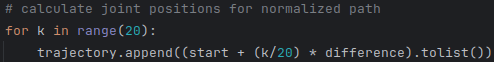 # calculate joint positions for normalized path
for k in range(20):
    trajectory.append((start + (k/20) * difference).tolist())